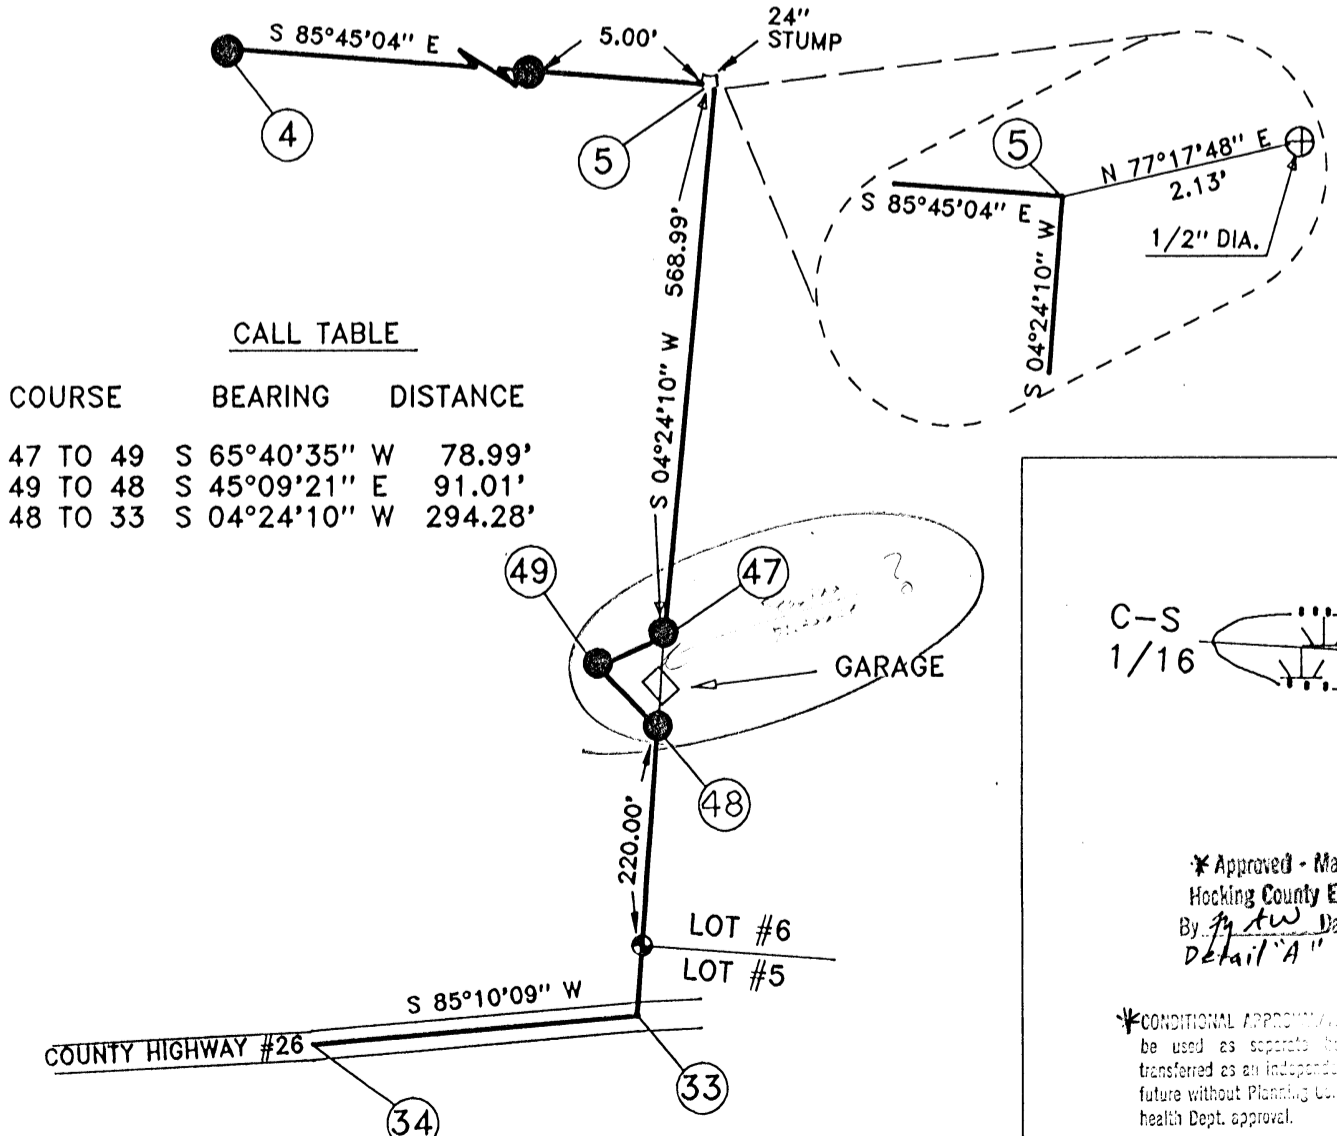 S 85°45'04" E
5.00'
24"
STUMP
4
5
5
N 77°17'48" E
2.13'
S 85°45'04" E
1/2" DIA.
S 04°24'10" W
S 04°24'10" W 568.99'
CALL TABLE
COURSE BEARING DISTANCE
47 TO 49 S 65°40'35" W 78.99'
49 TO 48 S 45°09'21" E 91.01'
48 TO 33 S 04°24'10" W 294.28'
49
47
GARAGE
C-S
1/16
48
220.00'
LOT #6
LOT #5
S 85°10'09" W
COUNTY HIGHWAY #26
33
34
* Approved - Ma
Hocking County E
By AW Da
Detail "A"
*CONDITIONAL
be used as separate
transferred as an
future without Planning
health Dept. approval.